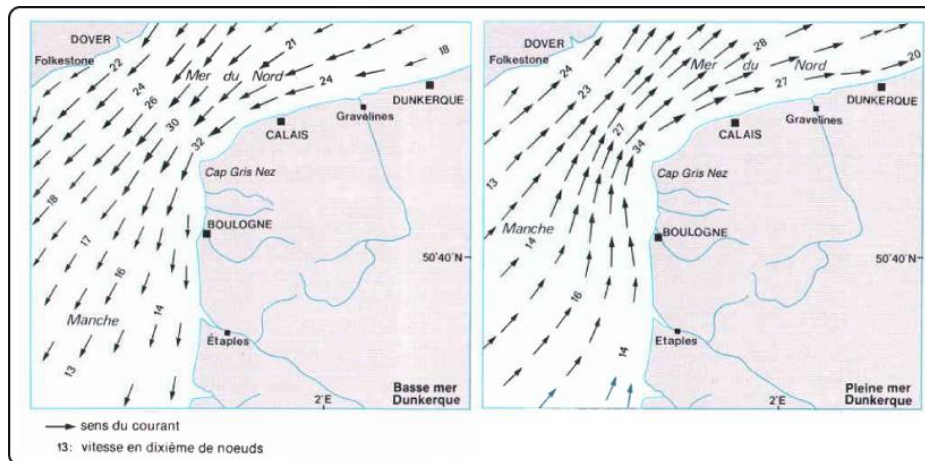 DOVER
Folkestone
21
18
22
Mer du Nord
24
24
DUNKERQUE
26
Gravelines
30
CALAIS
32
Cap Gris Nez
18
BOULOGNE
17
50°40'N
16
14
Manche
Étaples
13
Basse mer
Dunkerque
2°E
DOVER
Folkestone
28
20
Mer du Nord
24
27
DUNKERQUE
23
Gravelines
27
CALAIS
34
Cap Gris Nez
13
Manche
14
BOULOGNE
50°40'N
16
Etaples
14
Pleine mer
Dunkerque
2°E
sens du courant
13: vitesse en dixième de noeuds